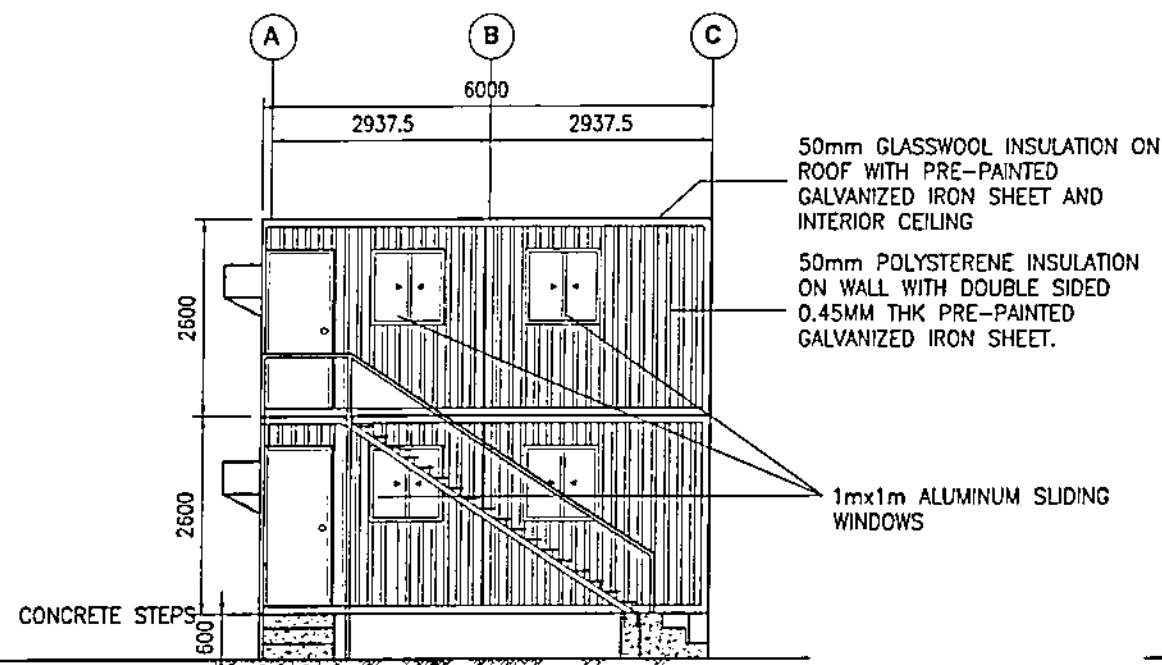 A B C
6000
2937.5 2937.5
50mm GLASSWOOL INSULATION ON
ROOF WITH PRE-PAINTED
GALVANIZED IRON SHEET AND
INTERIOR CEILING
50mm POLYSTERENE INSULATION
ON WALL WITH DOUBLE SIDED
0.45MM THK PRE-PAINTED
GALVANIZED IRON SHEET.
2600
2600
1mx1m ALUMINUM SLIDING
WINDOWS
CONCRETE STEPS
600